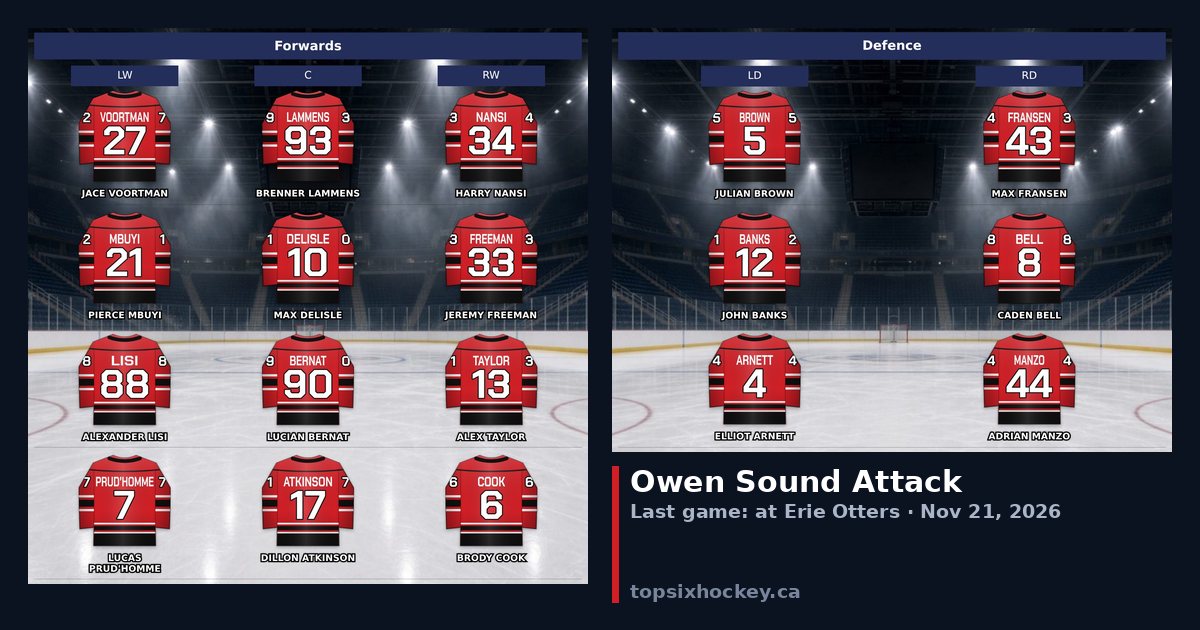 Forwards
LW C RW
2 VOORTMAN 7 9 LAMMENS 3 3 NANSI 4
27 93 34
JACE VOORTMAN BRENNER LAMMENS HARRY NANSI
2 MBUYI 1 1 DELISLE 0 3 FREEMAN 3
21 10 33
PIERCE MBUYI MAX DELISLE JEREMY FREEMAN
8 LISI 8 9 BERNAT 0 1 TAYLOR 3
88 90 13
ALEXANDER LISI LUCIAN BERNAT ALEX TAYLOR
7 PRUD'HOMME 7 1 ATKINSON 7 6 COOK 6
7 17 6
LUCAS PRUD'HOMME DILLON ATKINSON BRODY COOK
Defence
LD RD
5 BROWN 5 4 FRANSEN 3
5 43
JULIAN BROWN MAX FRANSEN
1 BANKS 2 8 BELL 8
12 8
JOHN BANKS CADEN BELL
4 ARNETT 4 4 MANZO 4
4 44
ELLIOT ARNETT ADRIAN MANZO
Owen Sound Attack
Last game: at Erie Otters · Nov 21, 2026
topsixhockey.ca